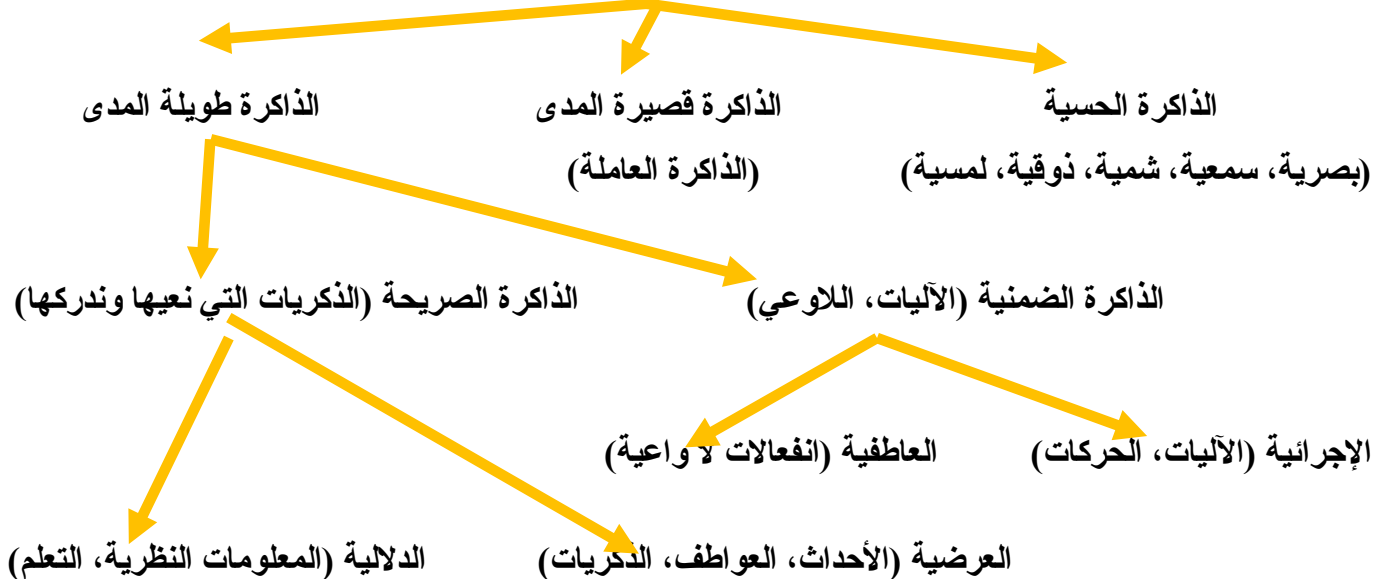 الذاكرة الحسية
الذاكرة قصيرة المدى
الذاكرة طويلة المدى
(بصرية، سمعية، شمية، ذوقية، لمسية)
(الذاكرة العاملة)
الذاكرة الضمنية (الآليات، اللاوعي)
الذاكرة الصريحة (الذكريات التي نعيها وندركها)
الإجرائية (الآليات، الحركات)
العاطفية (انفعالات لا واعية)
العرضية (الأحداث، العواطف، الذكريات)
الدلالية (المعلومات النظرية، التعلم)